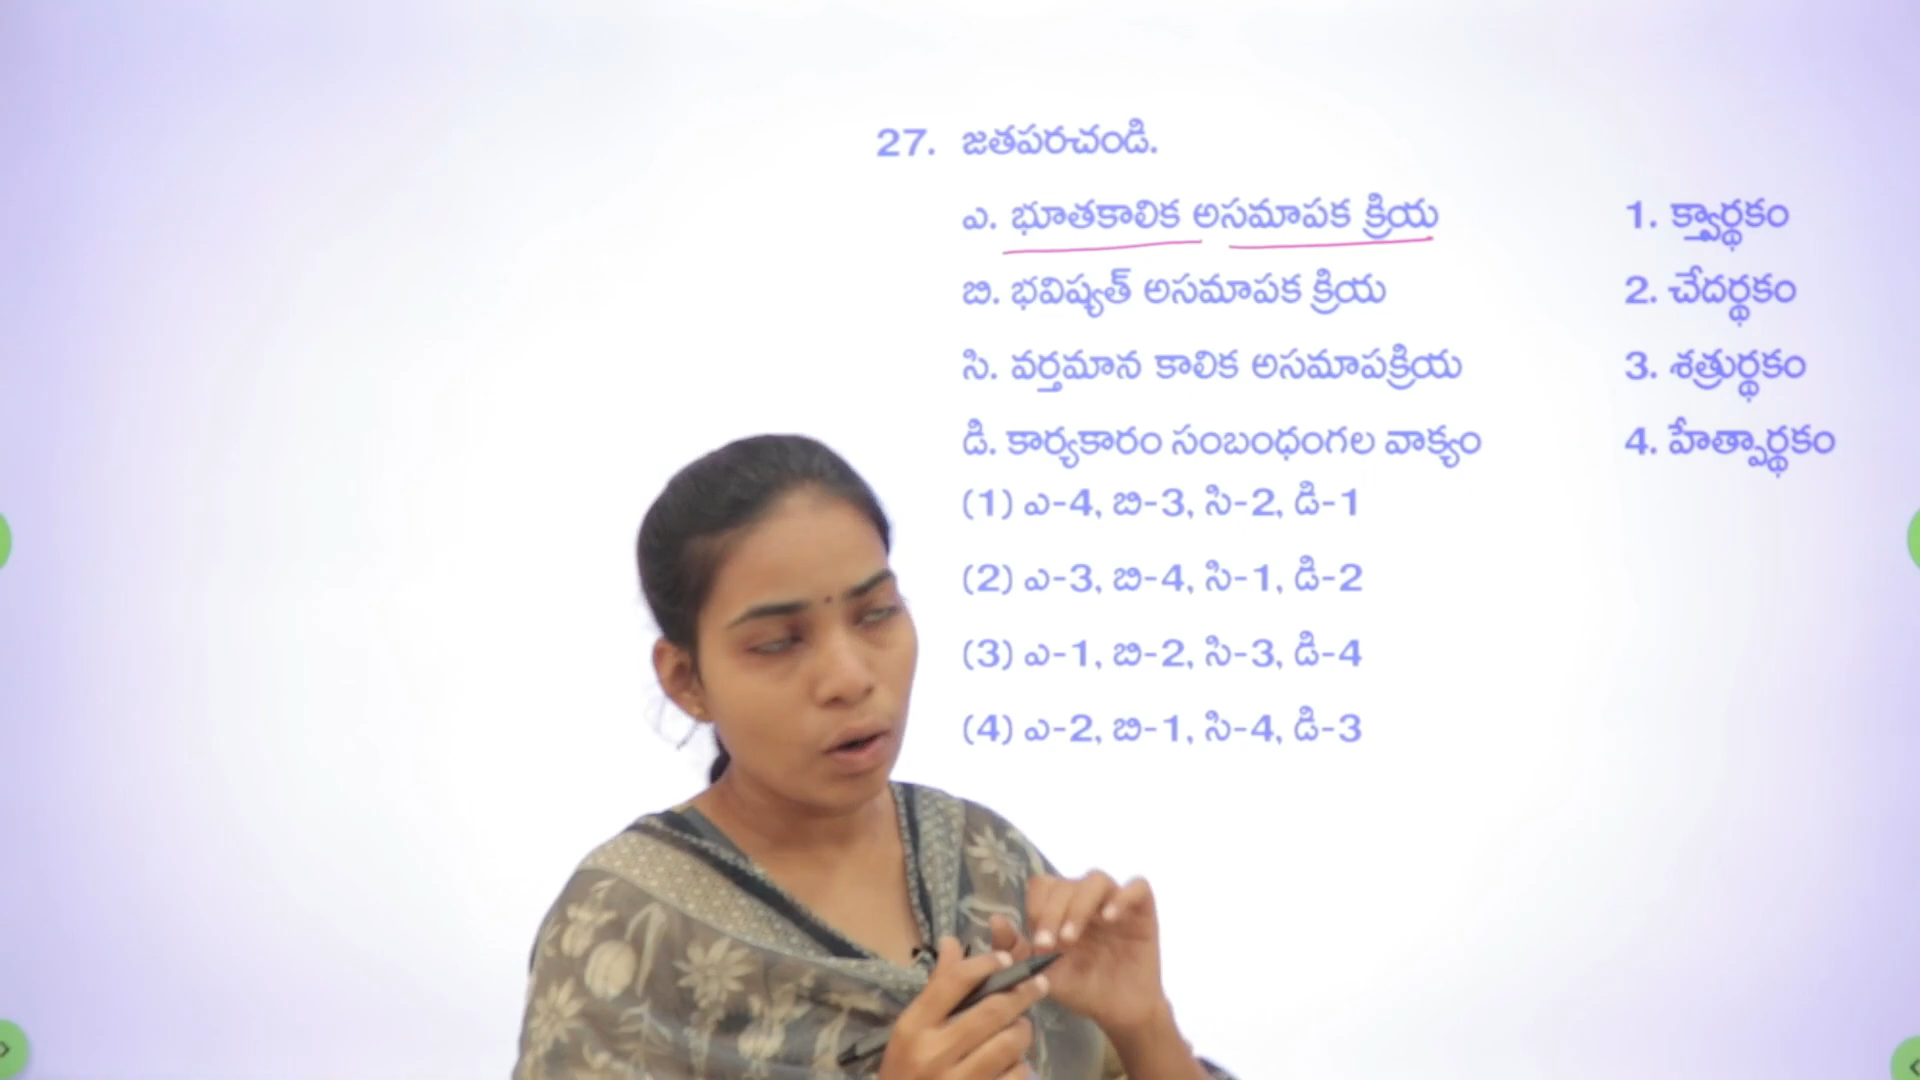 27. జతపరచండి.
ఎ. భూతకాలిక అసమాపక క్రియ 1. క్త్వార్థకం
బి. భవిష్యత్ అసమాపక క్రియ 2. చేదర్థకం
సి. వర్తమాన కాలిక అసమాపక్రియ 3. శత్రుర్థకం
డి. కార్యకారం సంబంధంగల వాక్యం 4. హేత్వార్థకం
(1) ఎ-4, బి-3, సి-2, డి-1
(2) ఎ-3, బి-4, సి-1, డి-2
(3) ఎ-1, బి-2, సి-3, డి-4
(4) ఎ-2, బి-1, సి-4, డి-3